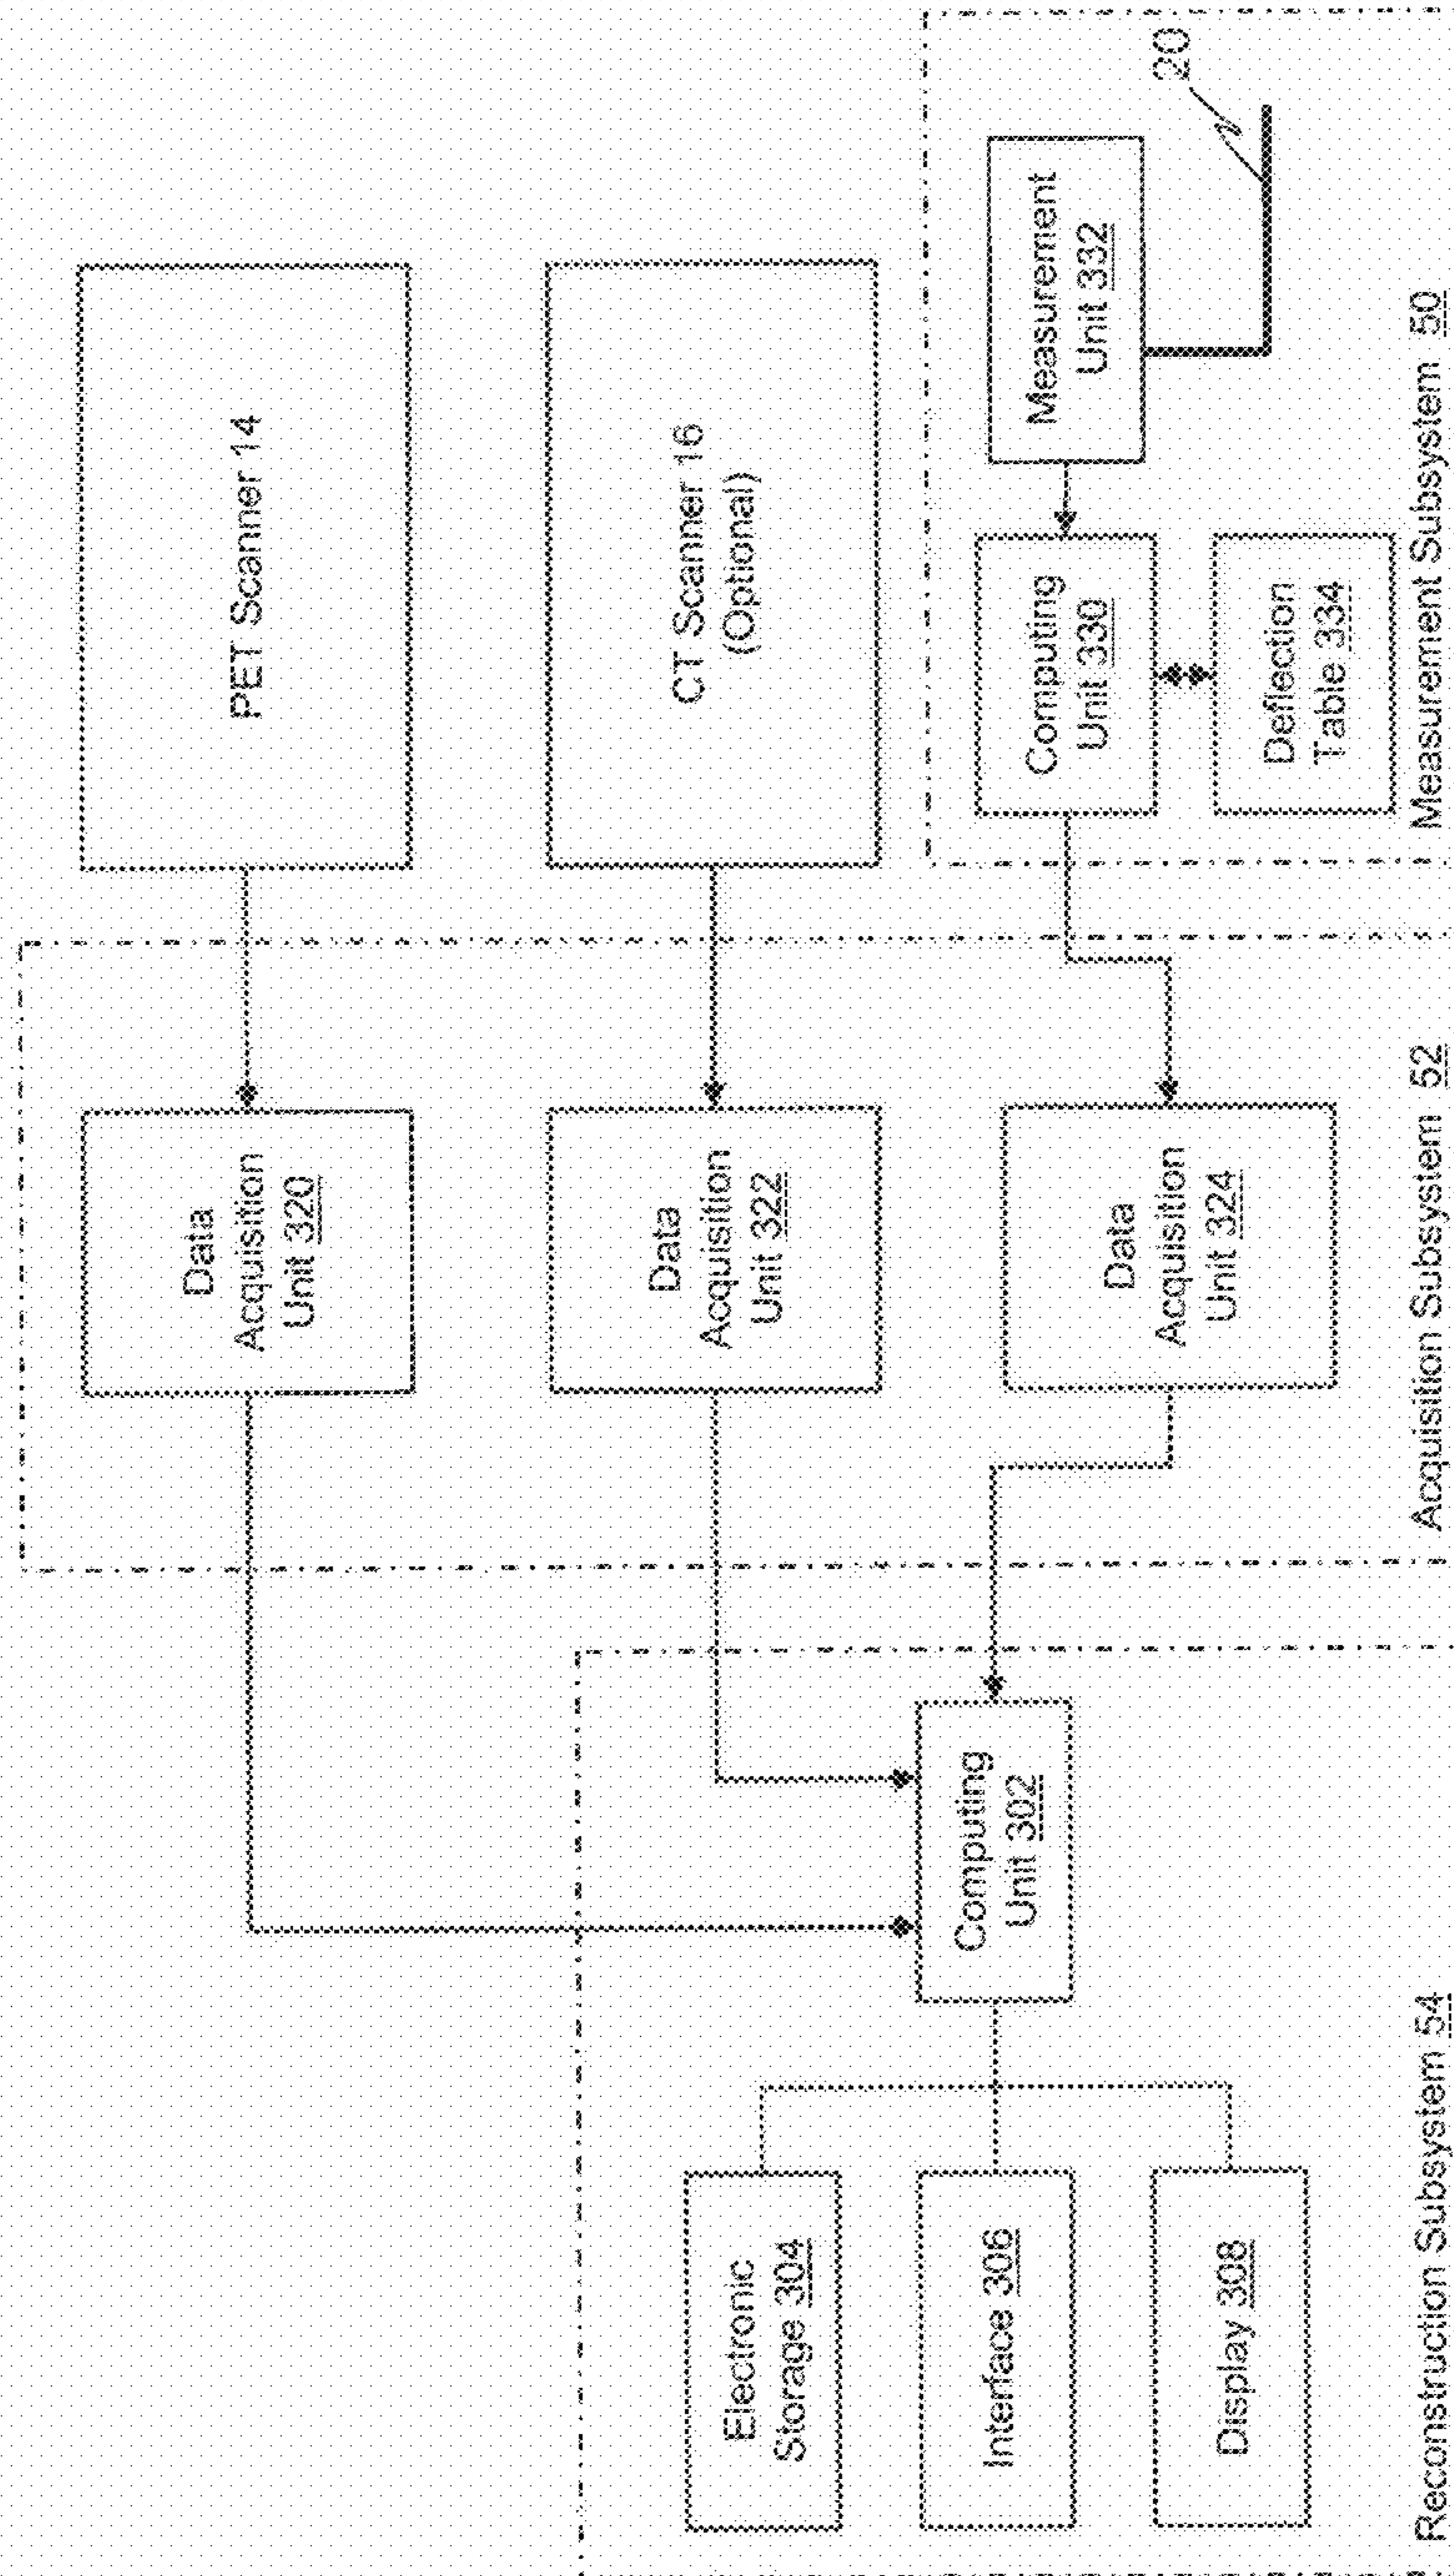 PET Scanner 14
CT Scanner 16
(Optional)
Measurement
Unit 332
20
Computing
Unit 330
Deflection
Table 334
Measurement Subsystem 50
Data
Acquisition
Unit 320
Data
Acquisition
Unit 322
Data
Acquisition
Unit 324
Acquisition Subsystem 52
Computing
Unit 302
Electronic
Storage 304
Interface 306
Display 308
Reconstruction Subsystem 54